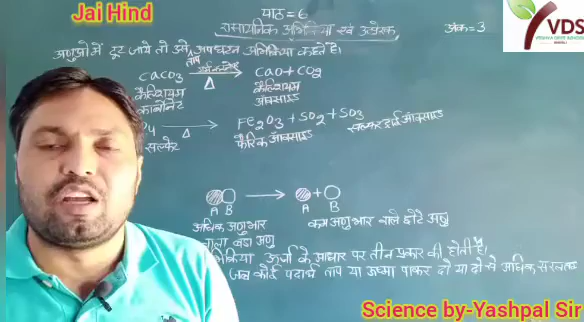 Jai Hind
पाठ = 6
रासायनिक अभिक्रिया एवं उत्प्रेरक,
अंक = 3
VDS
अणुओं में टूट जाये तो उसे अपघटन अभिक्रिया कहते हैं।
ताप
CaCO3 → CaO + CO2
Δ
कैल्शियम कैल्शियम
कार्बोनेट ऑक्साइड
O4 → Fe2O3 + SO2 + SO3
Δ
सल्फेट फैरिक ऑक्साइड सल्फर ट्राई ऑक्साइड
A B → A + B
अधिक अणुभार कम अणुभार वाले छोटे अणु
वाला बड़ा अणु
ऊर्जा के आधार पर तीन प्रकार की होती है।
जब कोई पदार्थ ताप या ऊष्मा पाकर दो या दो से अधिक सरलतम
Science by-Yashpal Sir